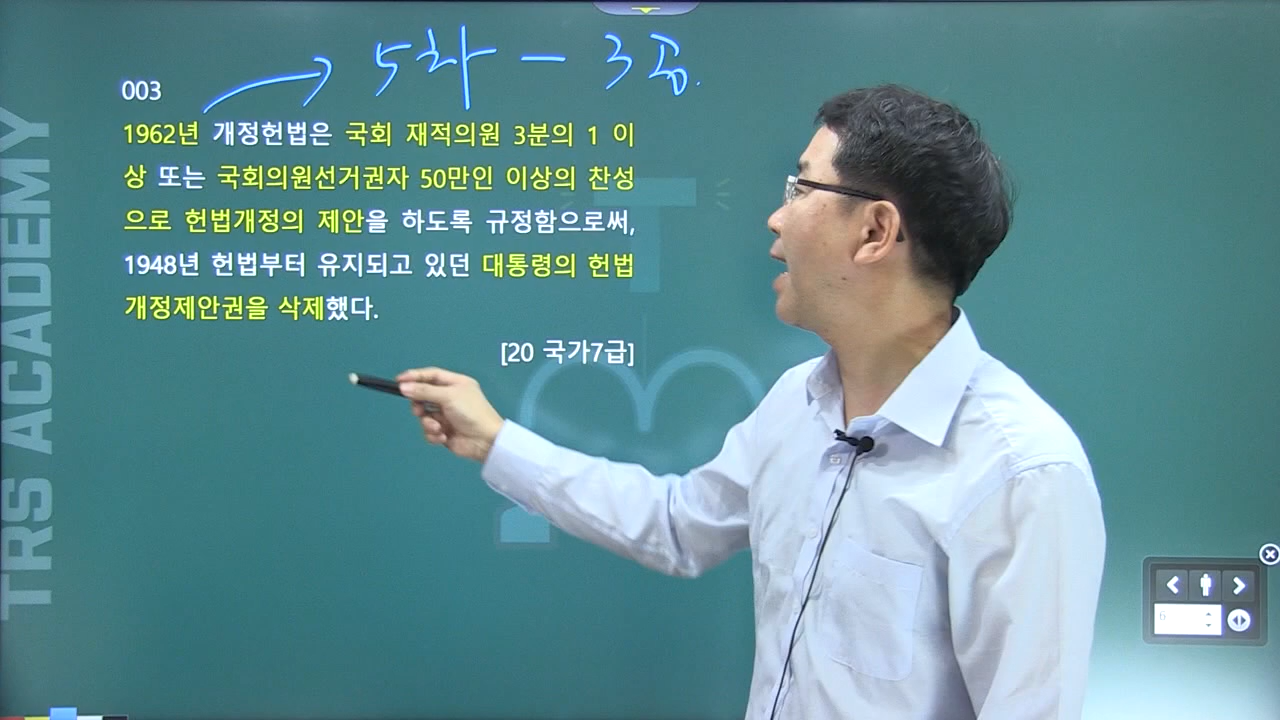 5차 - 3공.
003
1962년 개정헌법은 국회 재적의원 3분의 1 이
상 또는 국회의원선거권자 50만인 이상의 찬성
으로 헌법개정의 제안을 하도록 규정함으로써,
1948년 헌법부터 유지되고 있던 대통령의 헌법
개정제안권을 삭제했다.
[20 국가7급]
TRS ACADEMY
6